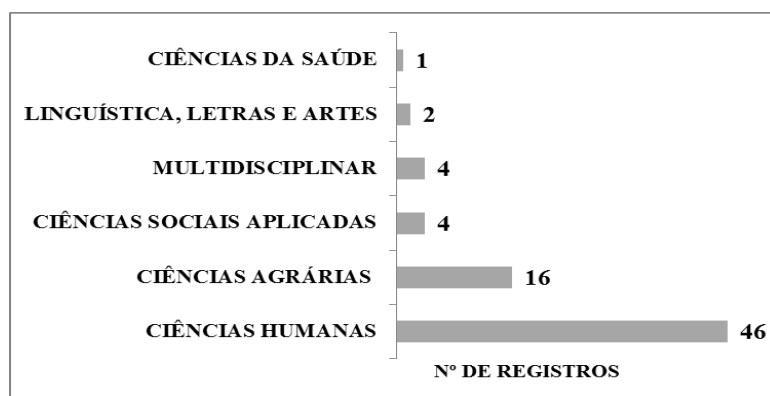 CIÊNCIAS DA SAÚDE 1
LINGUÍSTICA, LETRAS E ARTES 2
MULTIDISCIPLINAR 4
CIÊNCIAS SOCIAIS APLICADAS 4
CIÊNCIAS AGRÁRIAS 16
CIÊNCIAS HUMANAS 46
Nº DE REGISTROS